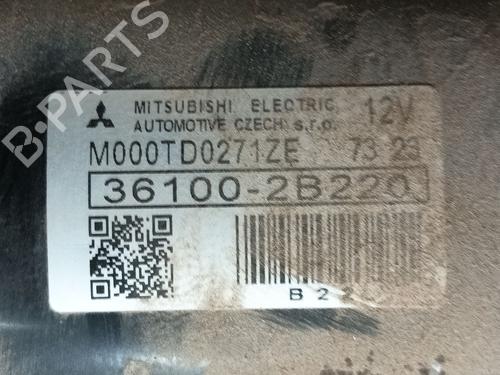 B-PARTS
MITSUBISHI ELECTRIC 12V
AUTOMOTIVE CZECH s.r.o.
M000TD0271ZE 73 23
36100-2B220
B 2